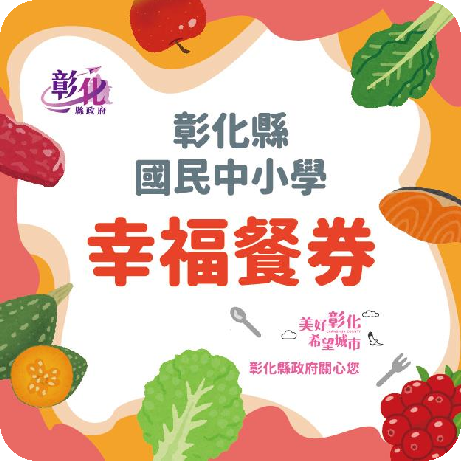 彰化
縣政府
彰化縣
國民中小學
幸福餐券
美好彰化
希望城市
彰化縣政府關心您